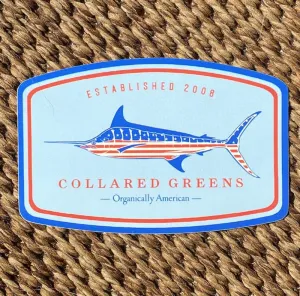 ESTABLISHED 2008
COLLARED GREENS
— Organically American —